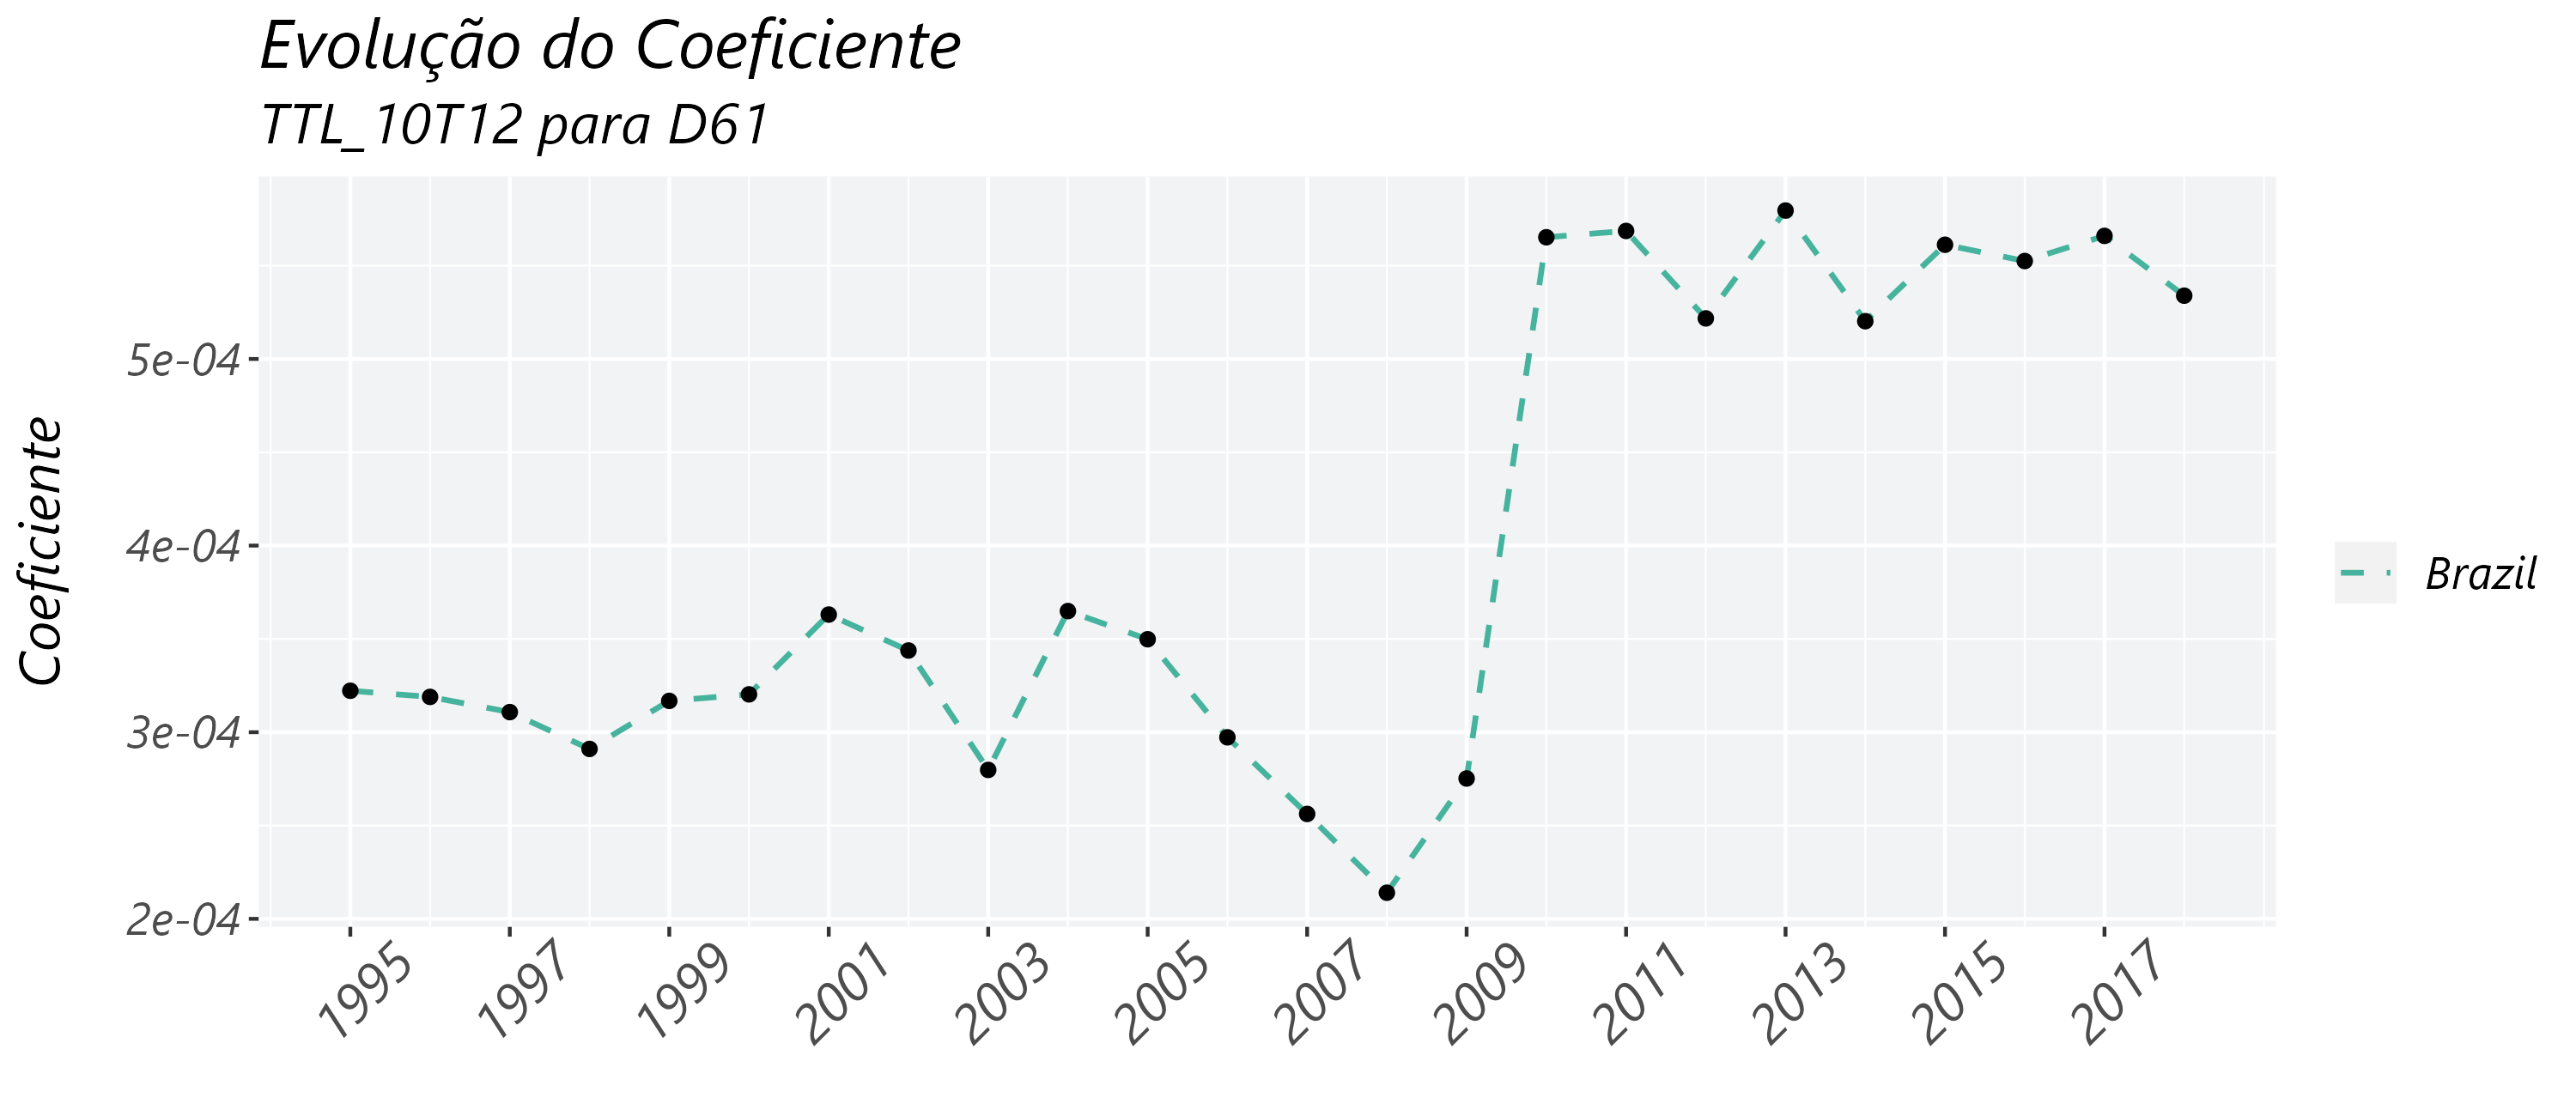 Evolução do Coeficiente
TTL_10T12 para D61
Coeficiente
5e-04
4e-04
3e-04
2e-04
1995
1997
1999
2001
2003
2005
2007
2009
2011
2013
2015
2017
Brazil